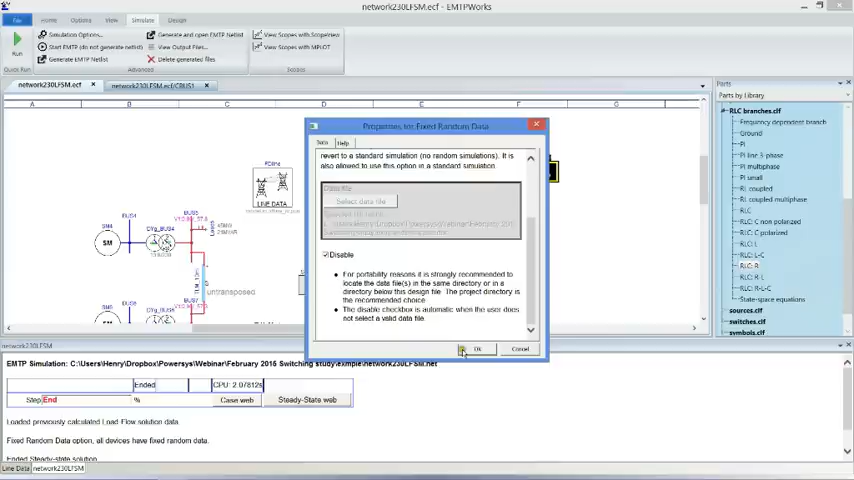 network230LFSM.ecf - EMTPWorks
File
Home
Options
View
Simulate
Design
Run
Quick Run
Simulation Options...
Start EMTP (do not generate netlist)
Generate EMTP Netlist
Generate and open EMTP Netlist
View Output Files...
Delete generated files
Advanced
View Scopes with ScopeView
View Scopes with MPLOT
Scopes
network230LFSM.ecf
network230LFSM.ecf/CBUS1
A
B
C
D
E
F
G
LINE DATA
BUS4
BUS5
SM
DYg_BUS4
untransposed
BUS6
BUS7
SM
Properties for Fixed Random Data
Data
Help
revert to a standard simulation (no random simulations). It is
also allowed to use this option in a standard simulation.
Data file
Select data file
Disable
For portability reasons it is strongly recommended to
locate the data file(s) in the same directory or in a
directory below this design file. The project directory is
the recommended choice
The disable checkbox is automatic when the user does
not select a valid data file.
Ok
Cancel
Parts
Parts by Library
RLC branches.clf
Frequency dependent branch
Ground
PI
PI line 3-phase
PI multiphase
PI small
RL coupled
RL coupled multiphase
RLC
RLC: C non polarized
RLC: C polarized
RLC: L
RLC: L-C
RLC: R
RLC: R-L
RLC: R-L-C
State-space equations
sources.clf
switches.clf
symbols.clf
network230LFSM
EMTP Simulation: C:\Users\Henry\Dropbox\Powersys\Webinar\February 2016 Switching study\exmple\network230LFSM.net
Ended
CPU: 2.07812s
Step
End
%
Case web
Steady-State web
Loaded previously calculated Load Flow solution data
Fixed Random Data option, all devices have fixed random data.
Ended Steady-state solution
Line Data
network230LFSM